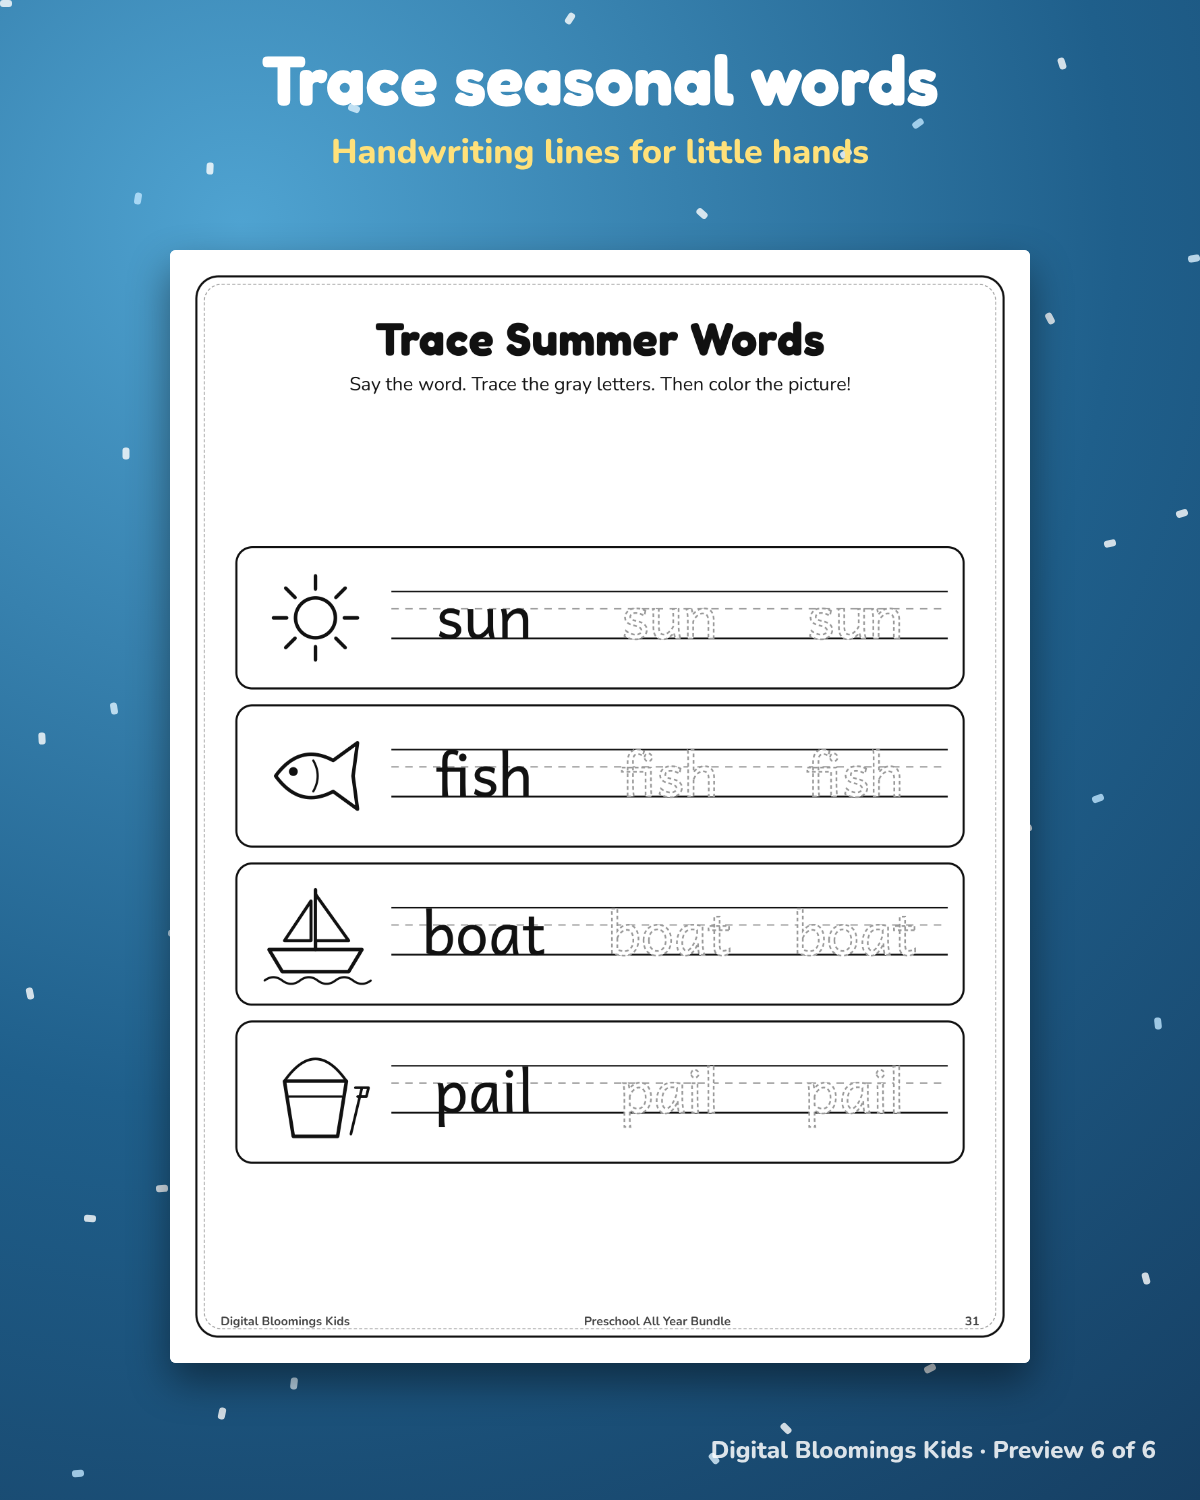 Trace seasonal words
Handwriting lines for little hands
Trace Summer Words
Say the word. Trace the gray letters. Then color the picture!
sun sun sun
fish fish fish
boat boat boat
pail pail pail
Digital Bloomings Kids Preschool All Year Bundle 31
Digital Bloomings Kids · Preview 6 of 6